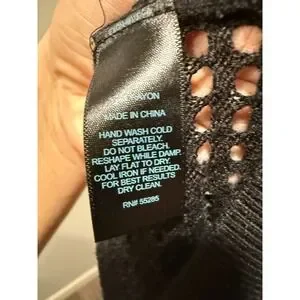 RAYON
MADE IN CHINA
HAND WASH COLD
SEPARATELY.
DO NOT BLEACH.
RESHAPE WHILE DAMP.
LAY FLAT TO DRY.
COOL IRON IF NEEDED.
FOR BEST RESULTS
DRY CLEAN.
RN# 55285